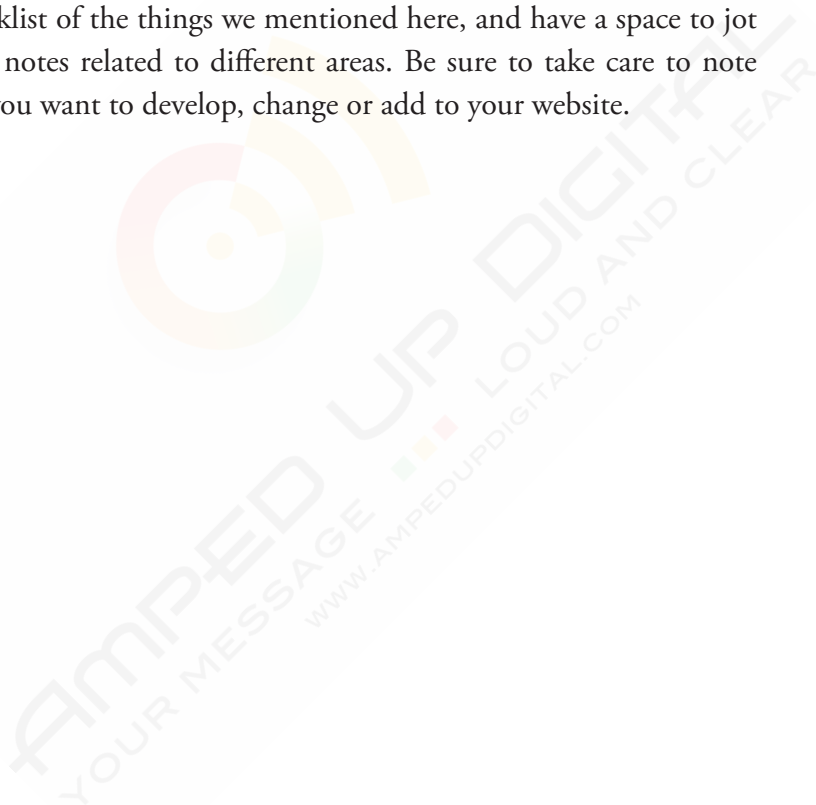 klist of the things we mentioned here, and have a space to jot
notes related to different areas. Be sure to take care to note
ou want to develop, change or add to your website.
AMPED UP DIGITAL
YOUR MESSAGE LOUD AND CLEAR
WWW.AMPEDUPDIGITAL.COM